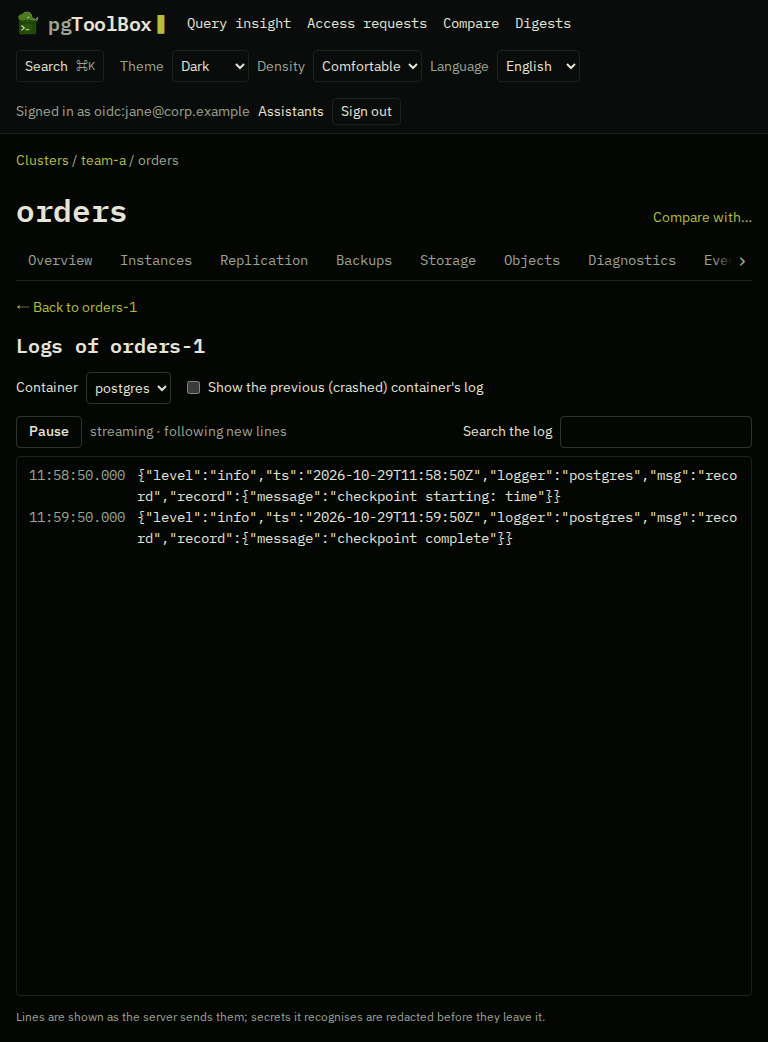 pgToolBox Query insight Access requests Compare Digests
Search ⌘K Theme Dark Density Comfortable Language English
Signed in as oidc:jane@corp.example Assistants Sign out
Clusters / team-a / orders
orders
Compare with…
Overview Instances Replication Backups Storage Objects Diagnostics
← Back to orders-1
Logs of orders-1
Container postgres Show the previous (crashed) container's log
Pause streaming · following new lines Search the log
11:58:50.000 {"level":"info","ts":"2026-10-29T11:58:50Z","logger":"postgres","msg":"reco
rd","record":{"message":"checkpoint starting: time"}}
11:59:50.000 {"level":"info","ts":"2026-10-29T11:59:50Z","logger":"postgres","msg":"reco
rd","record":{"message":"checkpoint complete"}}
Lines are shown as the server sends them; secrets it recognises are redacted before they leave it.